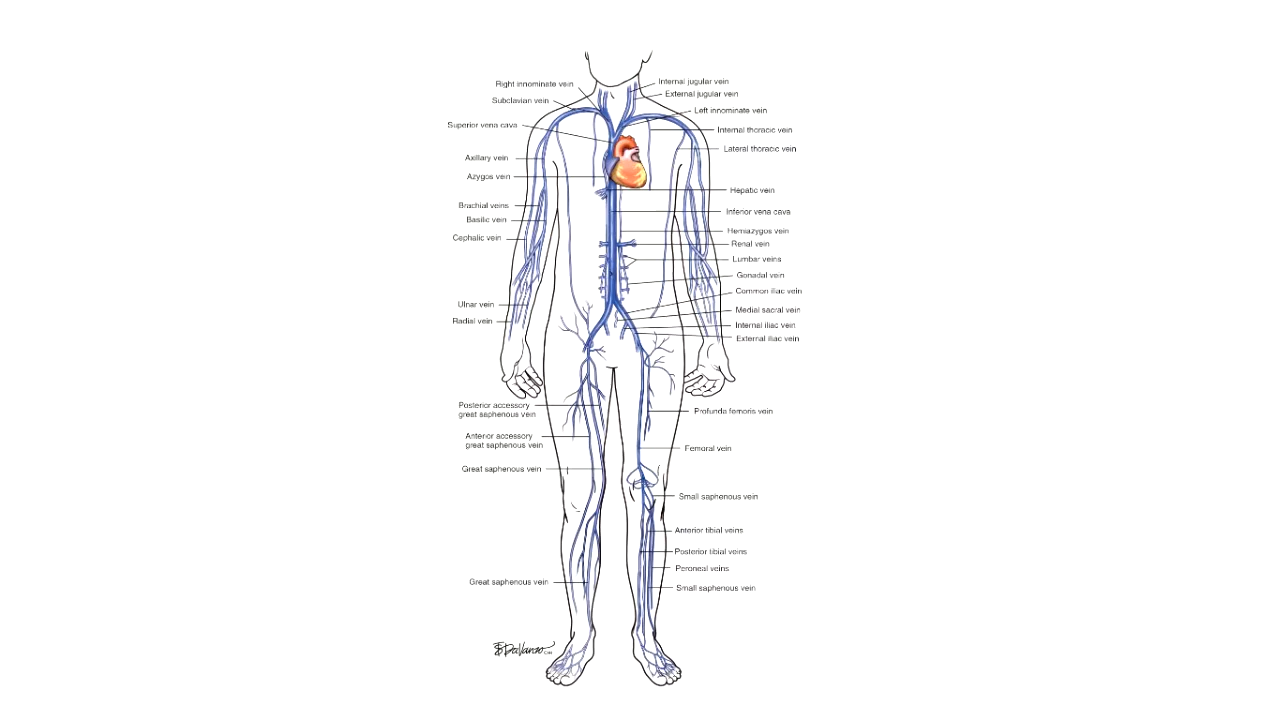 Right innominate vein
Subclavian vein
Superior vena cava
Axillary vein
Azygos vein
Brachial veins
Basilic vein
Cephalic vein
Ulnar vein
Radial vein
Posterior accessory
great saphenous vein
Anterior accessory
great saphenous vein
Great saphenous vein
Great saphenous vein
Internal jugular vein
External jugular vein
Left innominate vein
Internal thoracic vein
Lateral thoracic vein
Hepatic vein
Inferior vena cava
Hemiazygos vein
Renal vein
Lumbar veins
Gonadal vein
Common iliac vein
Medial sacral vein
Internal iliac vein
External iliac vein
Profunda femoris vein
Femoral vein
Small saphenous vein
Anterior tibial veins
Posterior tibial veins
Peroneal veins
Small saphenous vein